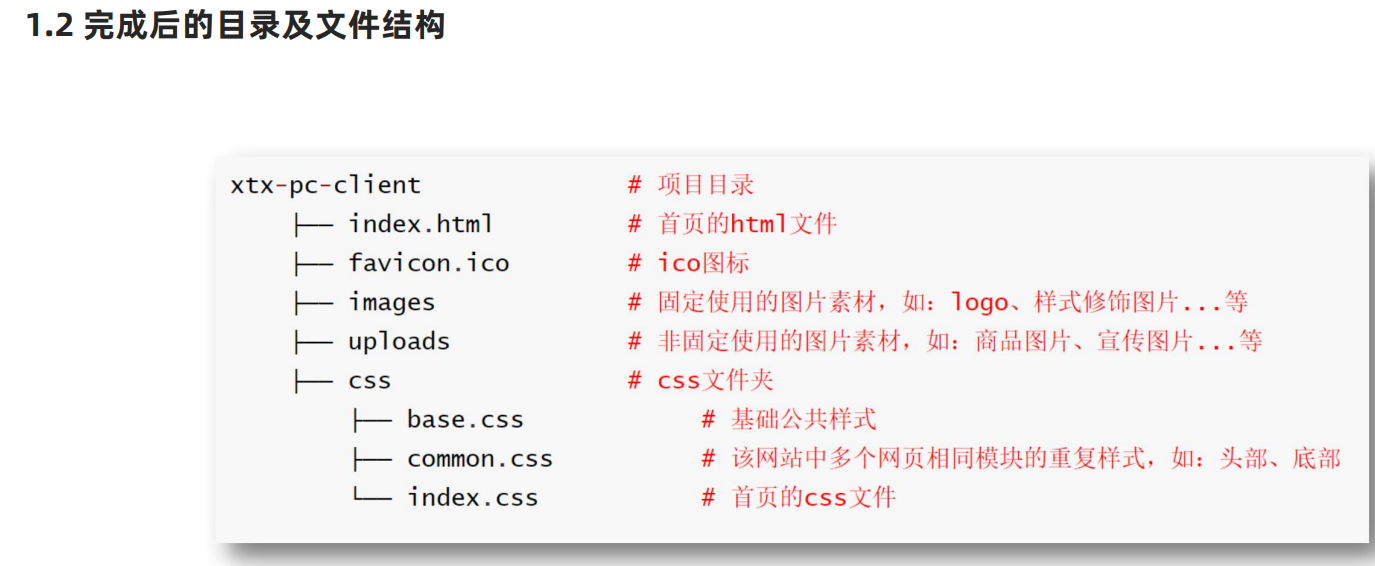 1.2 完成后的目录及文件结构
xtx-pc-client # 项目目录
├── index.html # 首页的html文件
├── favicon.ico # ico图标
├── images # 固定使用的图片素材，如：logo、样式修饰图片...等
├── uploads # 非固定使用的图片素材，如：商品图片、宣传图片...等
├── css # css文件夹
├── base.css # 基础公共样式
├── common.css # 该网站中多个网页相同模块的重复样式，如：头部、底部
└── index.css # 首页的css文件